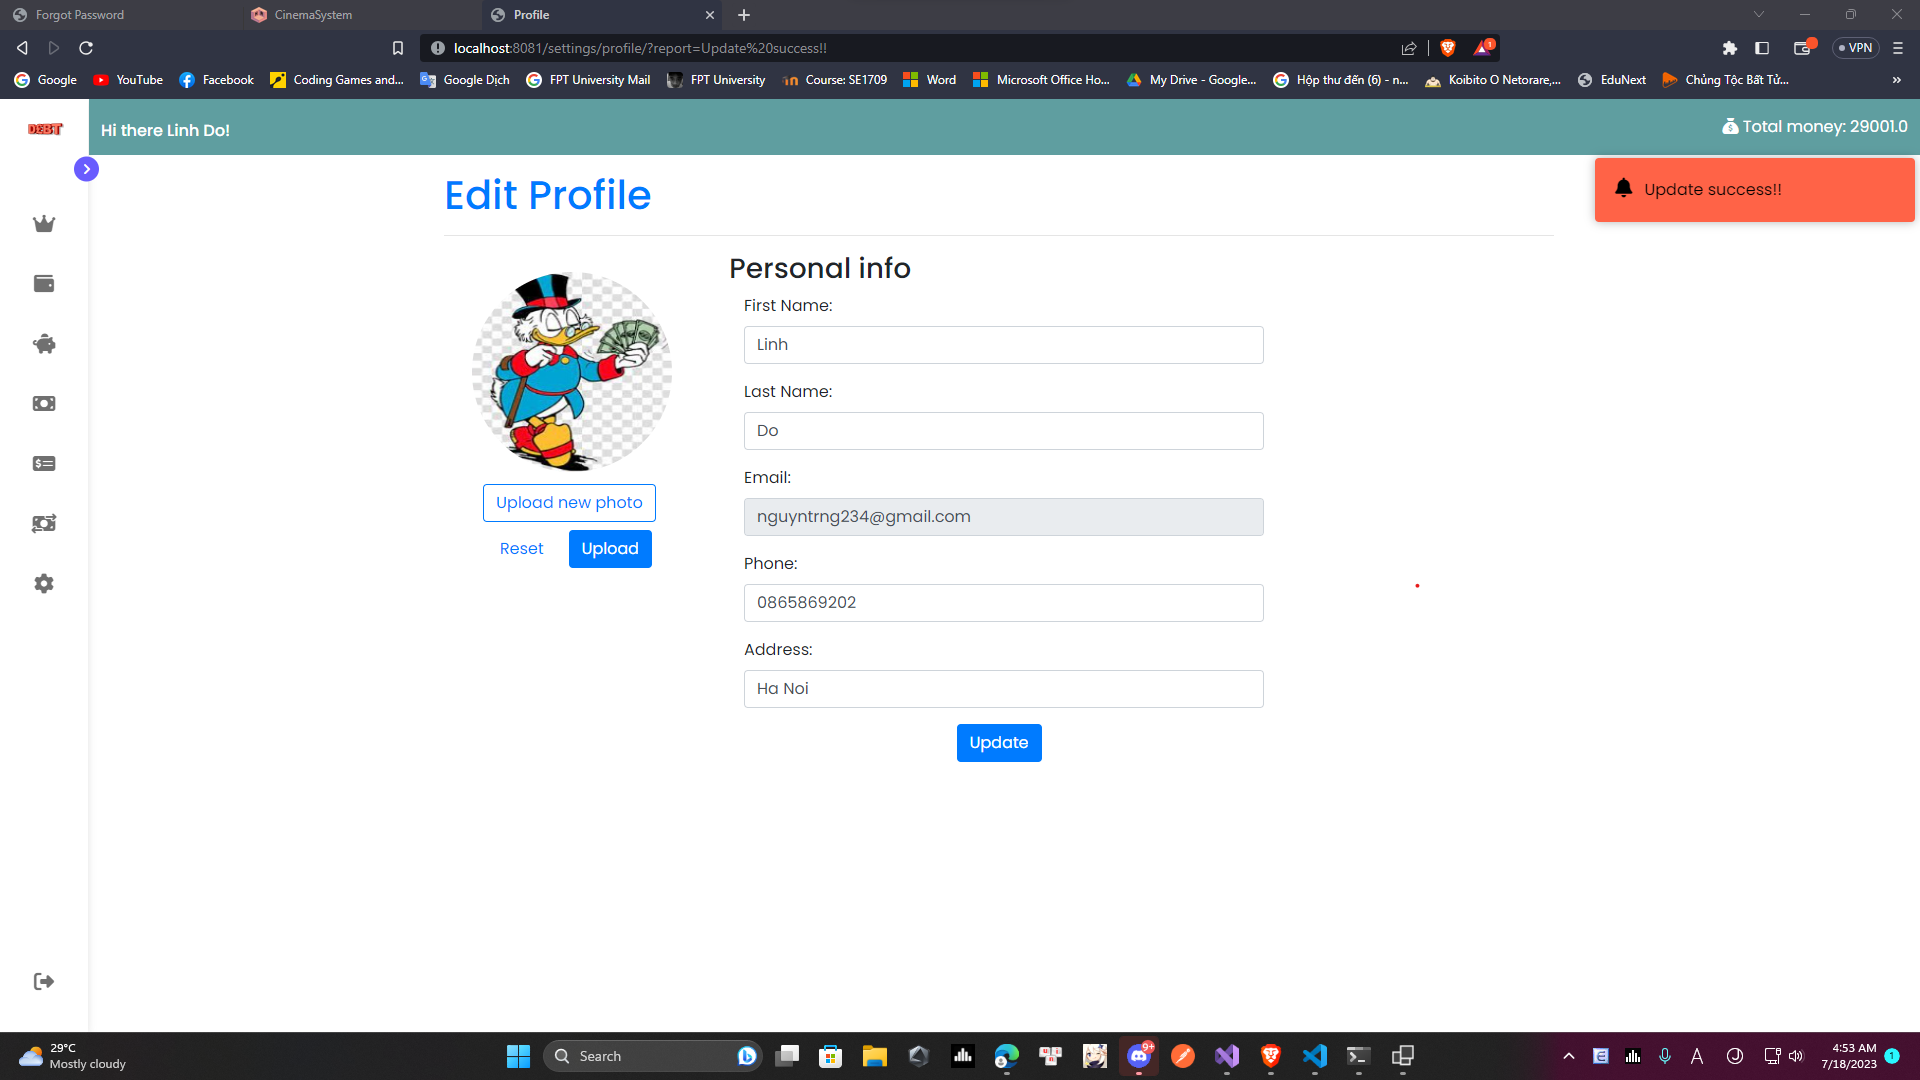 Forgot Password
CinemaSystem
Profile
localhost:8081/settings/profile/?report=Update%20success!!
1
VPN
Google
YouTube
Facebook
Coding Games and...
Google Dịch
FPT University Mail
FPT University
Course: SE1709
Word
Microsoft Office Ho...
My Drive - Google...
Hộp thư đến (6) - n...
Koibito O Netorare,...
EduNext
Chủng Tộc Bất Tử...
»
DEBT
Hi there Linh Do!
Total money: 29001.0
Update success!!
Edit Profile
Personal info
First Name:
Linh
Last Name:
Do
Email:
nguyntrng234@gmail.com
Phone:
0865869202
Address:
Ha Noi
Update
Upload new photo
Reset
Upload
29°C
Mostly cloudy
Search
9+
4:53 AM
7/18/2023
1